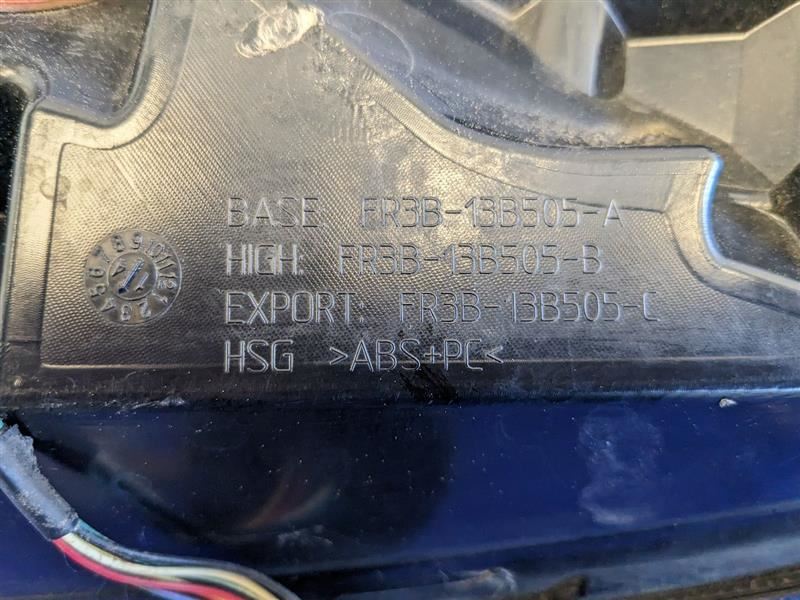 BASE FR3B-13B505-A
HIGH: FR3B-13B505-B
EXPORT: FR3B-13B505-C
HSG >ABS+PC<